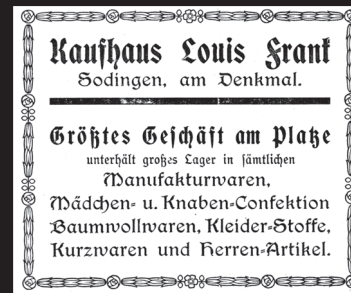 Kaufhaus Louis Frank
Sodingen, am Denkmal.
Größtes Geschäft am Platze
unterhält großes Lager in sämtlichen
Manufakturwaren,
Mädchen- u. Knaben-Confektion
Baumwollwaren, Kleider-Stoffe,
Kurzwaren und Herren-Artikel.